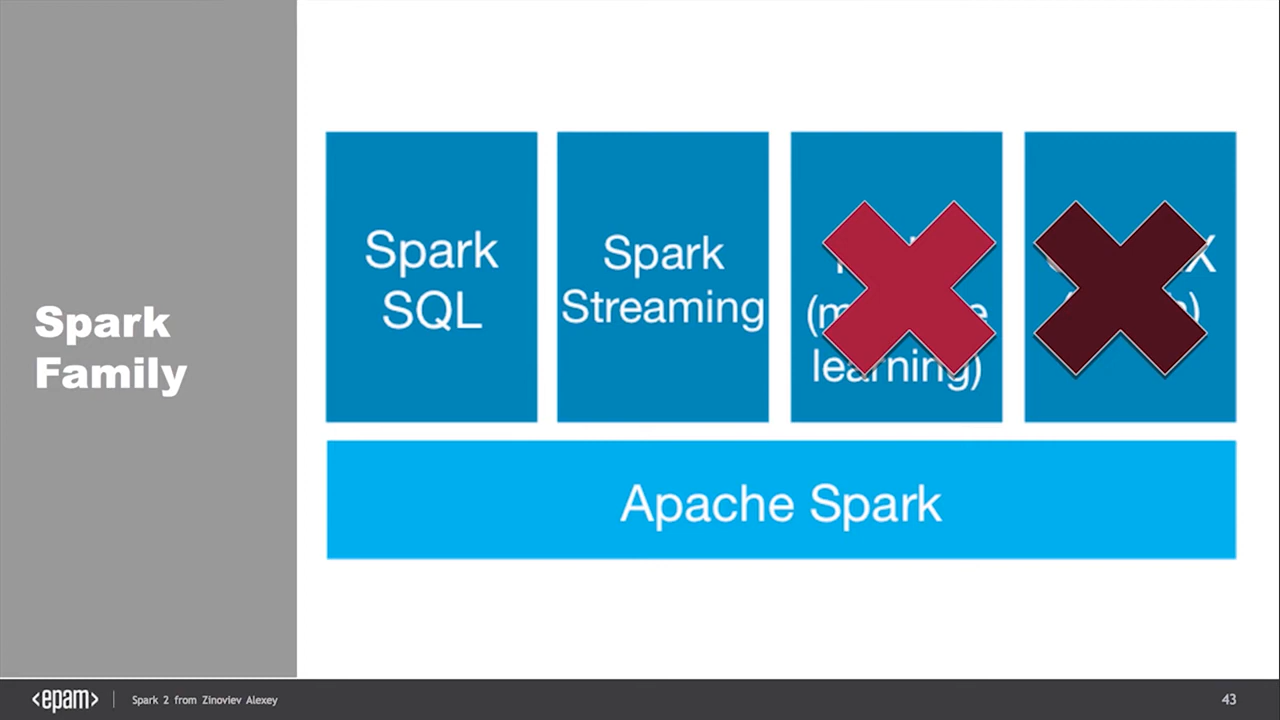 Spark
Family
Spark
SQL
Spark
Streaming
learning)
Apache Spark
<epam>
Spark 2 from Zinoviev Alexey
43